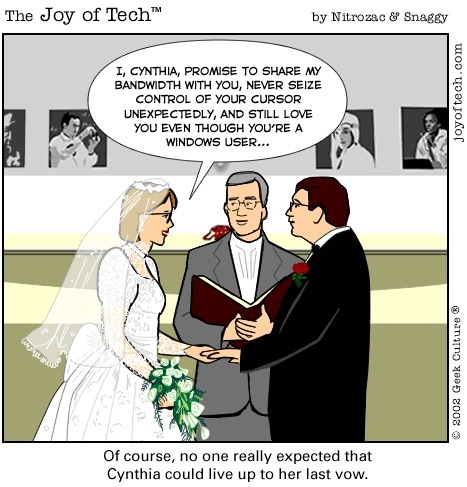 The Joy of Tech™
by Nitrozac & Snaggy
I, CYNTHIA, PROMISE TO SHARE MY
BANDWIDTH WITH YOU, NEVER SEIZE
CONTROL OF YOUR CURSOR
UNEXPECTEDLY, AND STILL LOVE
YOU EVEN THOUGH YOU'RE A
WINDOWS USER...
joyoftech.com
© 2002 Geek Culture ®
Of course, no one really expected that
Cynthia could live up to her last vow.